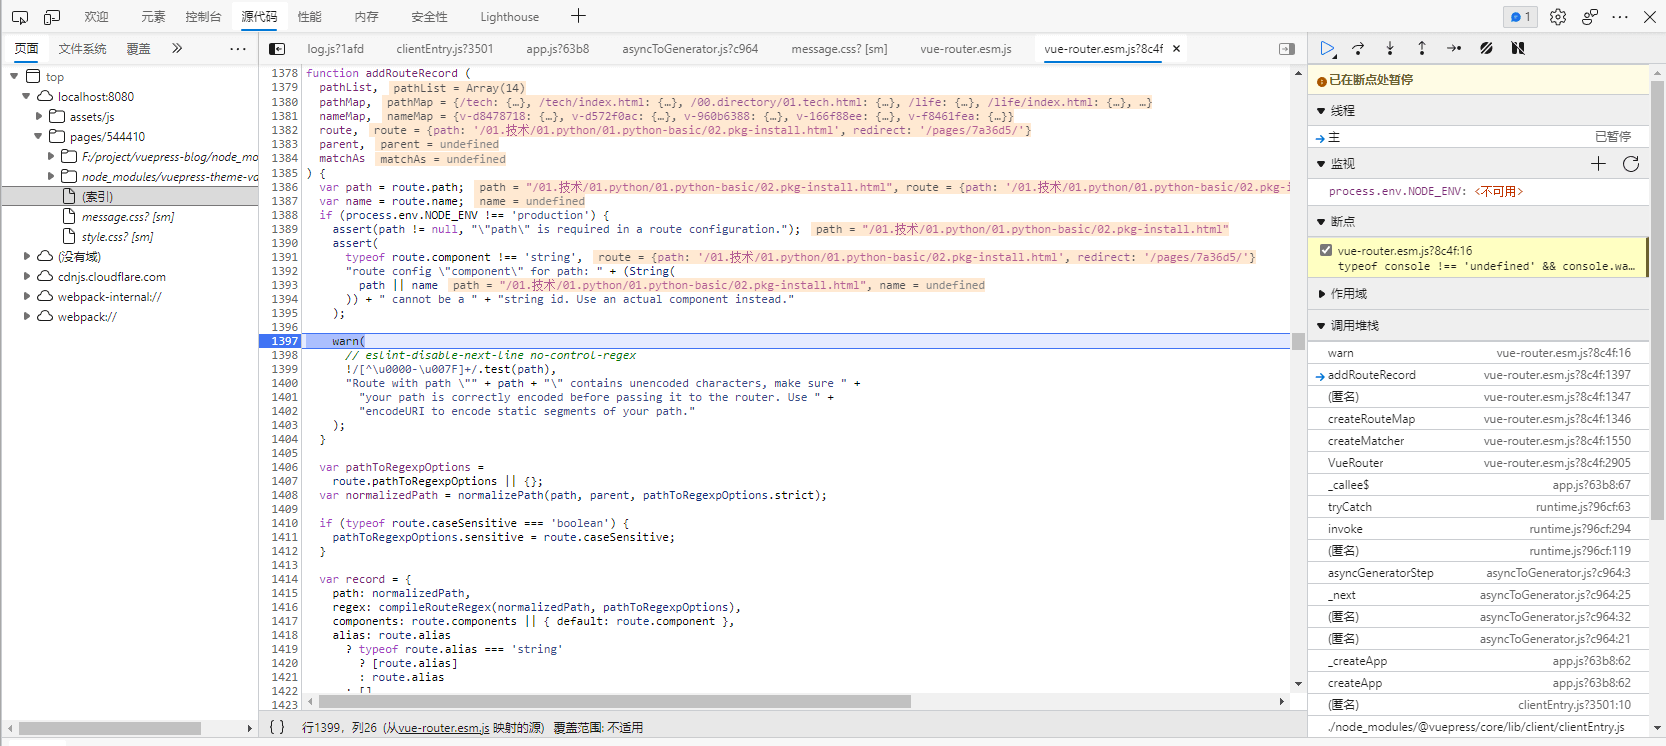 欢迎 元素 控制台 源代码 性能 内存 安全性 Lighthouse 1
页面 文件系统 覆盖
log.js?1afd clientEntry.js?3501 app.js?63b8 asyncToGenerator.js?c964 message.css? [sm] vue-router.esm.js vue-router.esm.js?8c4f
top
localhost:8080
assets/js
pages/544410
F:/project/vuepress-blog/node_mo
node_modules/vuepress-theme-va
(索引)
message.css? [sm]
style.css? [sm]
(没有域)
cdnjs.cloudflare.com
webpack-internal://
webpack://
1378 function addRouteRecord (
1379 pathList, pathList = Array(14)
1380 pathMap, pathMap = {/tech: {…}, /tech/index.html: {…}, /00.directory/01.tech.html: {…}, /life: {…}, /life/index.html: {…}, …}
1381 nameMap, nameMap = {v-d8478718: {…}, v-d572f0ac: {…}, v-960b6388: {…}, v-166f88ee: {…}, v-f8461fea: {…}}
1382 route, route = {path: '/01.技术/01.python/01.python-basic/02.pkg-install.html', redirect: '/pages/7a36d5/'}
1383 parent, parent = undefined
1384 matchAs matchAs = undefined
1385 ) {
1386 var path = route.path; path = "/01.技术/01.python/01.python-basic/02.pkg-install.html", route = {path: '/01.技术/01.python/01.python-basic/02.pkg-i
1387 var name = route.name; name = undefined
1388 if (process.env.NODE_ENV !== 'production') {
1389 assert(path != null, "\"path\" is required in a route configuration."); path = "/01.技术/01.python/01.python-basic/02.pkg-install.html"
1390 assert(
1391 typeof route.component !== 'string', route = {path: '/01.技术/01.python/01.python-basic/02.pkg-install.html', redirect: '/pages/7a36d5/'}
1392 "route config \"component\" for path: " + (String(
1393 path || name path = "/01.技术/01.python/01.python-basic/02.pkg-install.html", name = undefined
1394 )) + " cannot be a " + "string id. Use an actual component instead."
1395 );
1396
1397 warn(
1398 // eslint-disable-next-line no-control-regex
1399 !/[^\u0000-\u007F]+/.test(path),
1400 "Route with path \"" + path + "\" contains unencoded characters, make sure " +
1401 "your path is correctly encoded before passing it to the router. Use " +
1402 "encodeURI to encode static segments of your path."
1403 );
1404 }
1405
1406 var pathToRegexpOptions =
1407 route.pathToRegexpOptions || {};
1408 var normalizedPath = normalizePath(path, parent, pathToRegexpOptions.strict);
1409
1410 if (typeof route.caseSensitive === 'boolean') {
1411 pathToRegexpOptions.sensitive = route.caseSensitive;
1412 }
1413
1414 var record = {
1415 path: normalizedPath,
1416 regex: compileRouteRegex(normalizedPath, pathToRegexpOptions),
1417 components: route.components || { default: route.component },
1418 alias: route.alias
1419 ? typeof route.alias === 'string'
1420 ? [route.alias]
1421 : route.alias
1422 : []
1423
{ } 行1399，列26 (从vue-router.esm.js 映射的源) 覆盖范围: 不适用
已在断点处暂停
线程
主 已暂停
监视
process.env.NODE_ENV: <不可用>
断点
vue-router.esm.js?8c4f:16
typeof console !== 'undefined' && console.wa…
作用域
调用堆栈
warn vue-router.esm.js?8c4f:16
addRouteRecord vue-router.esm.js?8c4f:1397
(匿名) vue-router.esm.js?8c4f:1347
createRouteMap vue-router.esm.js?8c4f:1346
createMatcher vue-router.esm.js?8c4f:1550
VueRouter vue-router.esm.js?8c4f:2905
_callee$ app.js?63b8:67
tryCatch runtime.js?96cf:63
invoke runtime.js?96cf:294
(匿名) runtime.js?96cf:119
asyncGeneratorStep asyncToGenerator.js?c964:3
_next asyncToGenerator.js?c964:25
(匿名) asyncToGenerator.js?c964:32
(匿名) asyncToGenerator.js?c964:21
_createApp app.js?63b8:62
createApp app.js?63b8:62
(匿名) clientEntry.js?3501:10
./node_modules/@vuepress/core/lib/client/clientEntry.js